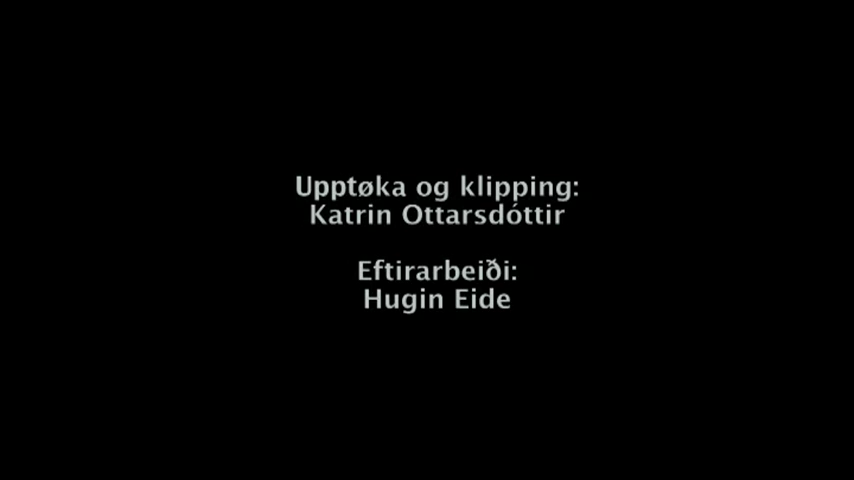 Upptøka og klipping:
Katrin Ottarsdóttir
Eftirarbeiði:
Hugin Eide